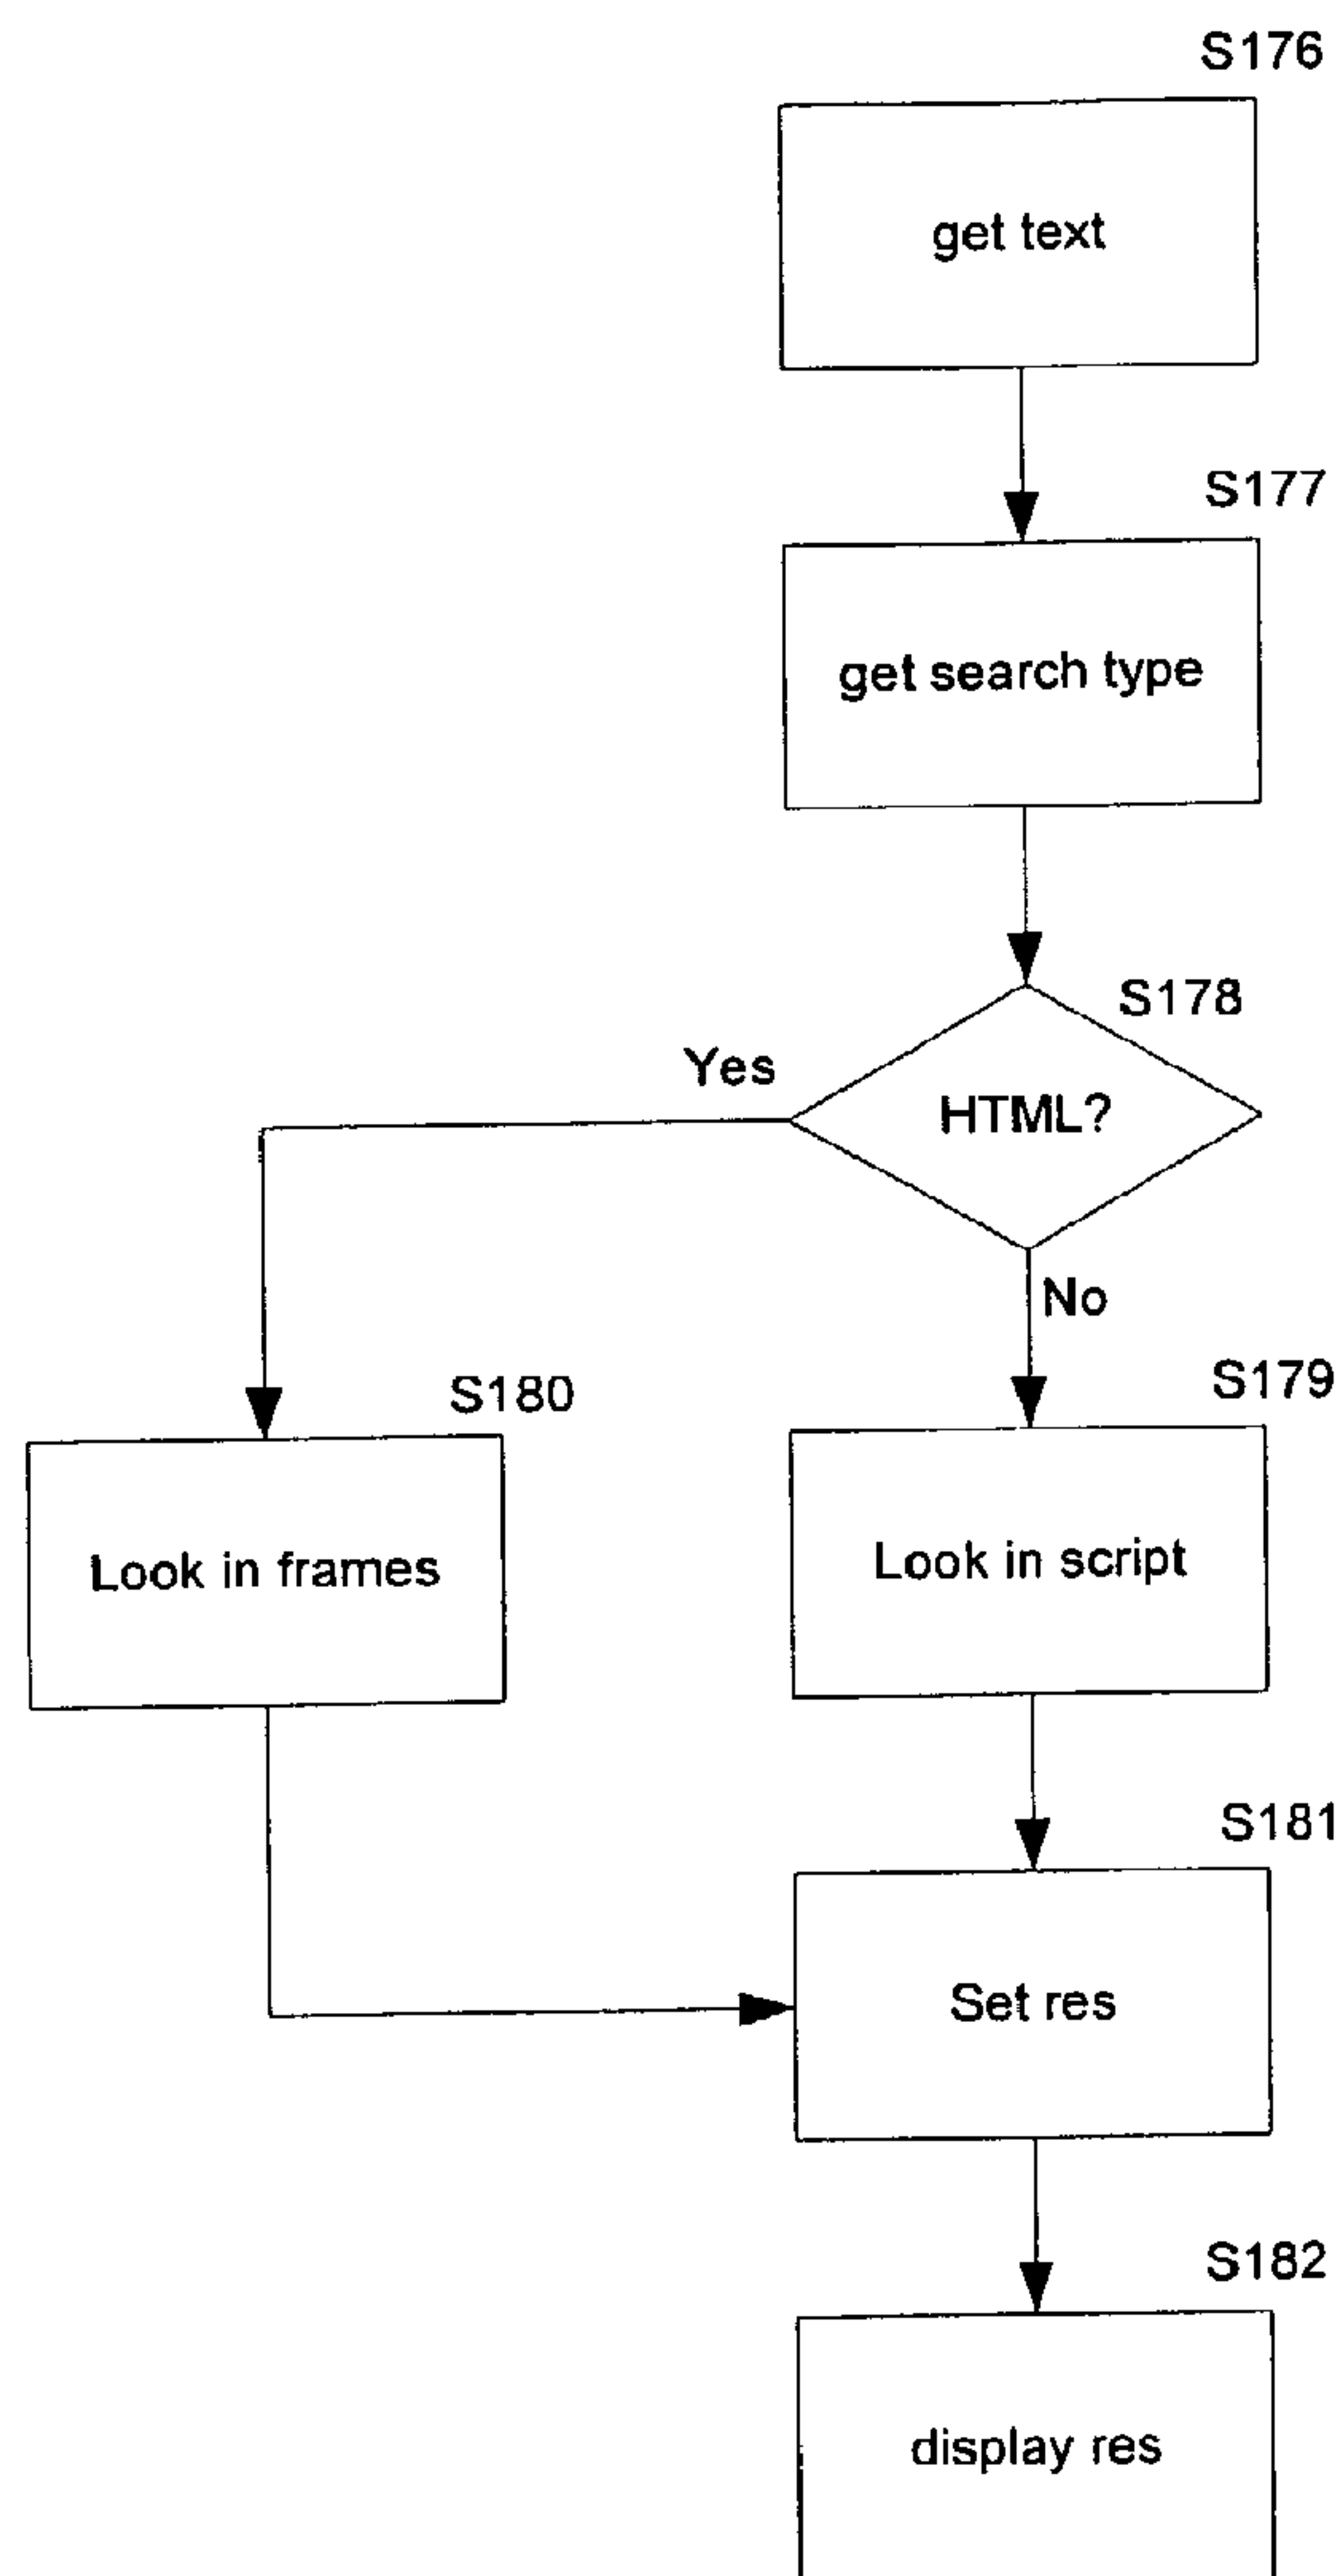 S176
get text
S177
get search type
S178
HTML?
Yes
No
S180
Look in frames
S179
Look in script
S181
Set res
S182
display res